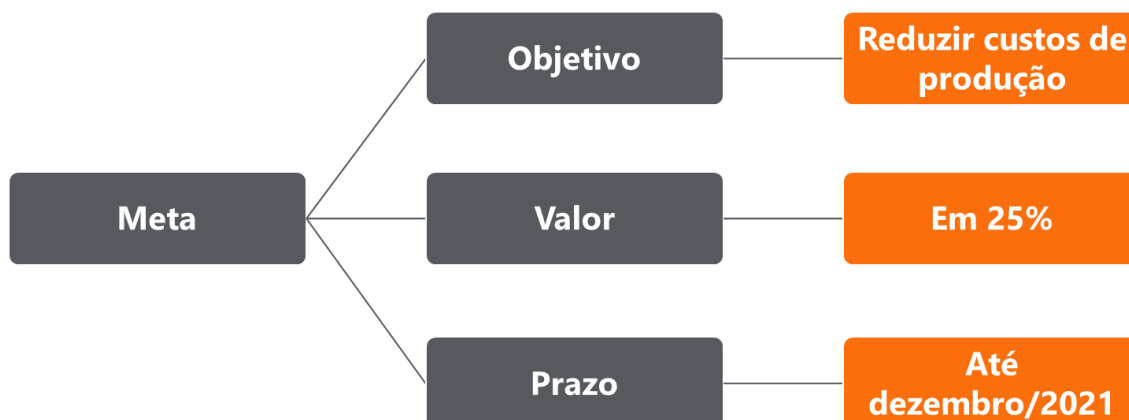 Objetivo
Reduzir custos de
produção
Meta
Valor
Em 25%
Prazo
Até
dezembro/2021